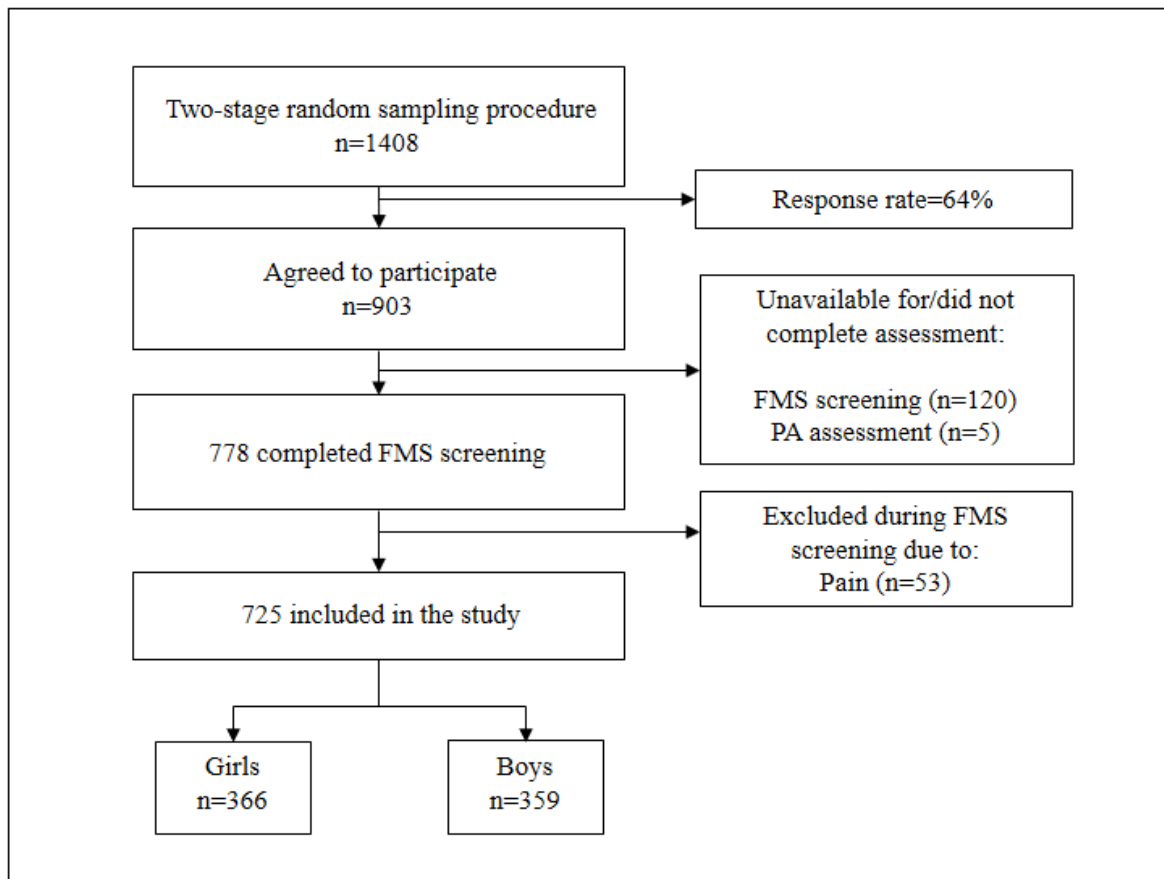 Two-stage random sampling procedure
n=1408
Response rate=64%
Agreed to participate
n=903
Unavailable for/did not
complete assessment:
FMS screening (n=120)
PA assessment (n=5)
778 completed FMS screening
Excluded during FMS
screening due to:
Pain (n=53)
725 included in the study
Girls
n=366
Boys
n=359